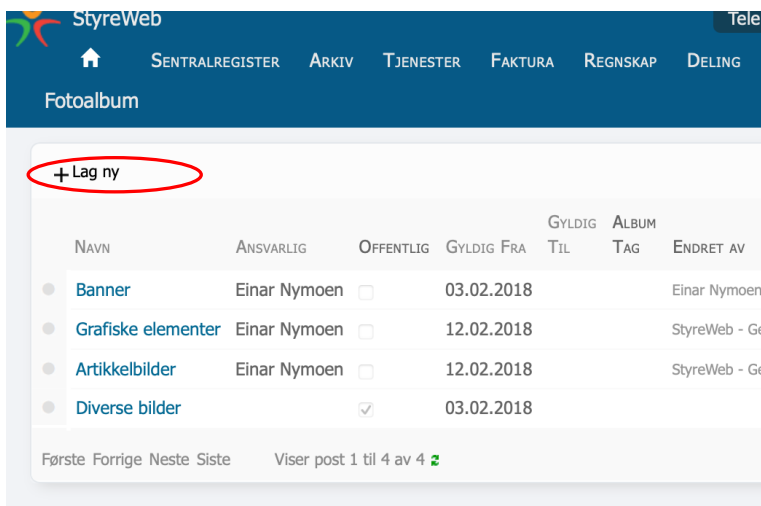 StyreWeb Tele
Sentralregister Arkiv Tjenester Faktura Regnskap Deling
Fotoalbum
+ Lag ny
Navn Ansvarlig Offentlig Gyldig Fra Gyldig Til Album Tag Endret av
Banner Einar Nymoen 03.02.2018 Einar Nymoen
Grafiske elementer Einar Nymoen 12.02.2018 StyreWeb - Ge
Artikkelbilder Einar Nymoen 12.02.2018 StyreWeb - Ge
Diverse bilder 03.02.2018
Første Forrige Neste Siste Viser post 1 til 4 av 4